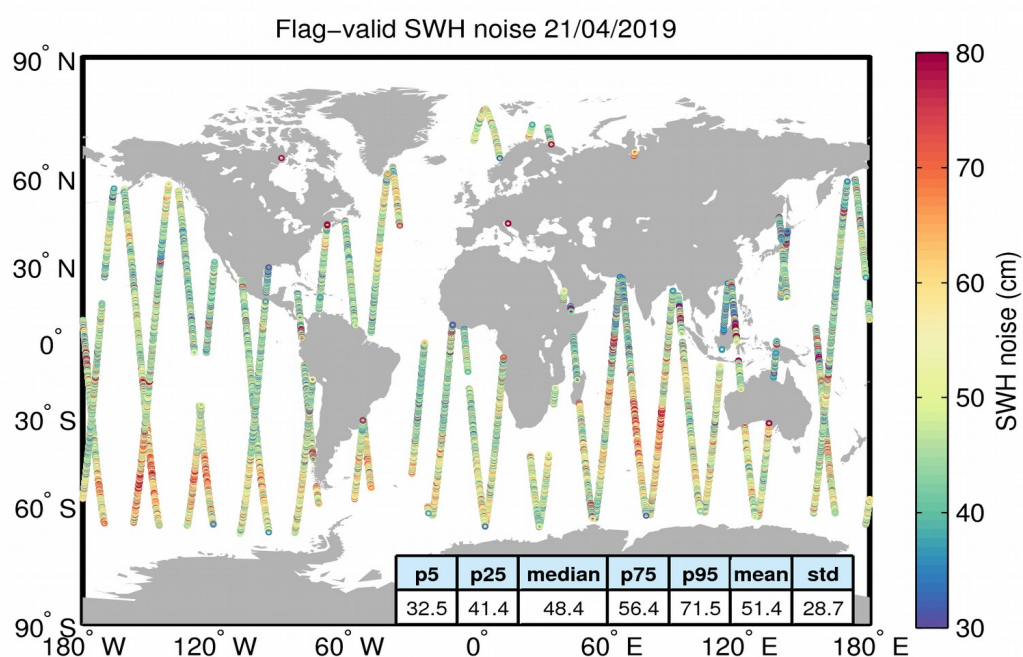 Flag−valid SWH noise 21/04/2019
90° N
60° N
30° N
0°
30° S
60° S
90° S
180° W
120° W
60° W
0°
60° E
120° E
180° E
80
70
60
50
40
30
SWH noise (cm)
p5 p25 median p75 p95 mean std
32.5 41.4 48.4 56.4 71.5 51.4 28.7